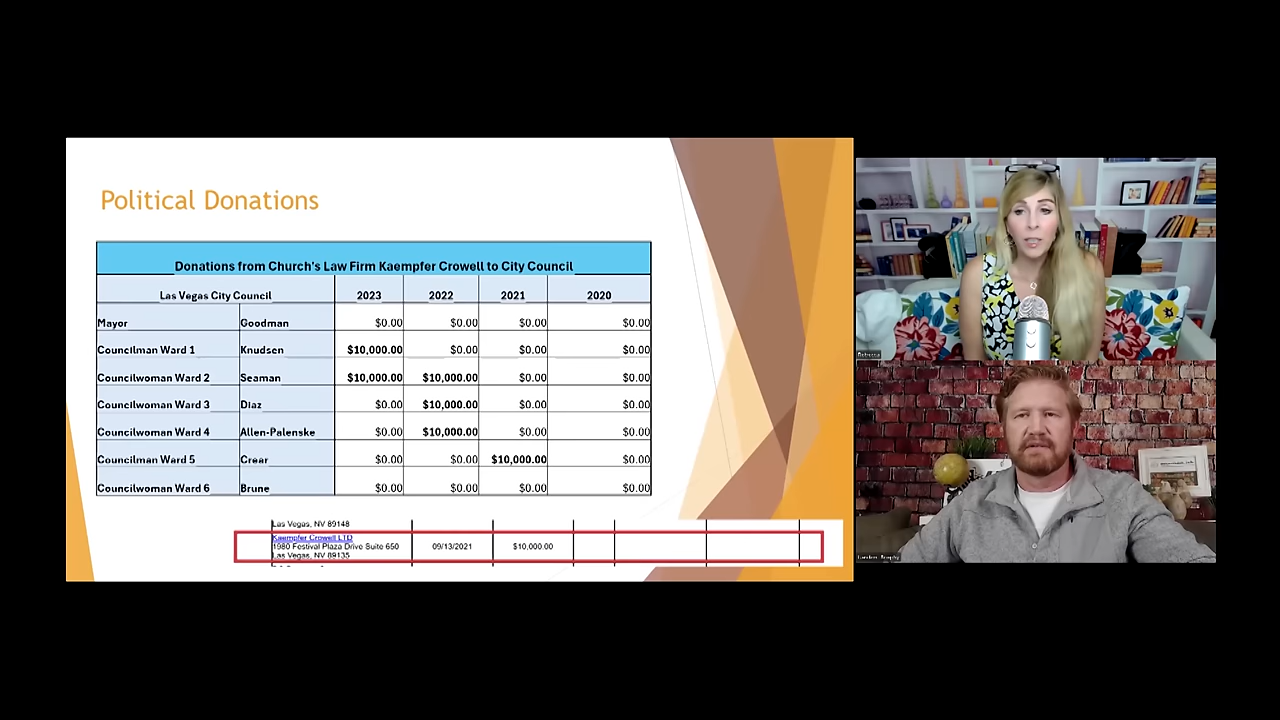 Political Donations
Donations from Church's Law Firm Kaempfer Crowell to City Council
Las Vegas City Council 2023 2022 2021 2020
Mayor Goodman $0.00 $0.00 $0.00 $0.00
Councilman Ward 1 Knudsen $10,000.00 $0.00 $0.00 $0.00
Councilwoman Ward 2 Seaman $10,000.00 $10,000.00 $0.00 $0.00
Councilwoman Ward 3 Diaz $0.00 $10,000.00 $0.00 $0.00
Councilwoman Ward 4 Allen-Palenske $0.00 $10,000.00 $0.00 $0.00
Councilman Ward 5 Crear $0.00 $0.00 $10,000.00 $0.00
Councilwoman Ward 6 Brune $0.00 $0.00 $0.00 $0.00
Las Vegas, NV 89148
Kaempfer Crowell LTD
1980 Festival Plaza Drive Suite 650 09/13/2021 $10,000.00
Las Vegas, NV 89135
Rebecca